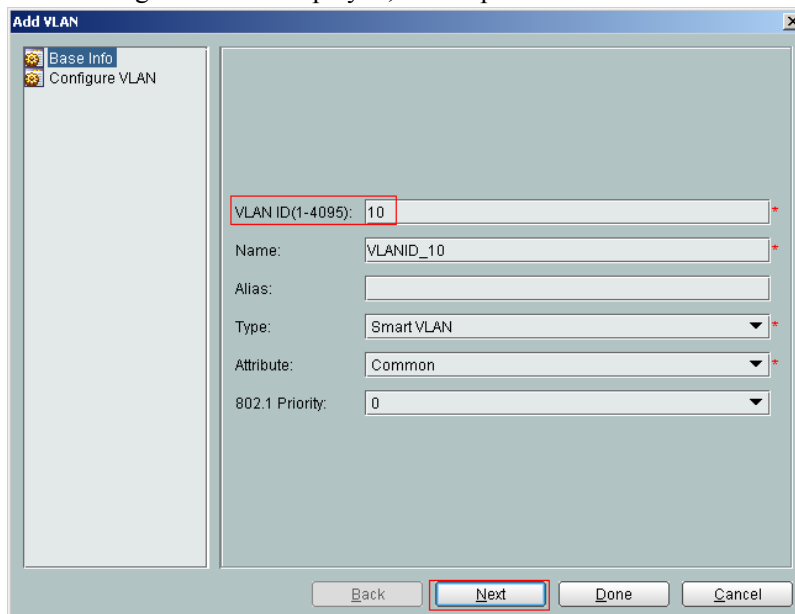 Add VLAN
Base Info
Configure VLAN
VLAN ID(1-4095): 10 *
Name: VLANID_10 *
Alias:
Type: Smart VLAN *
Attribute: Common *
802.1 Priority: 0
Back Next Done Cancel